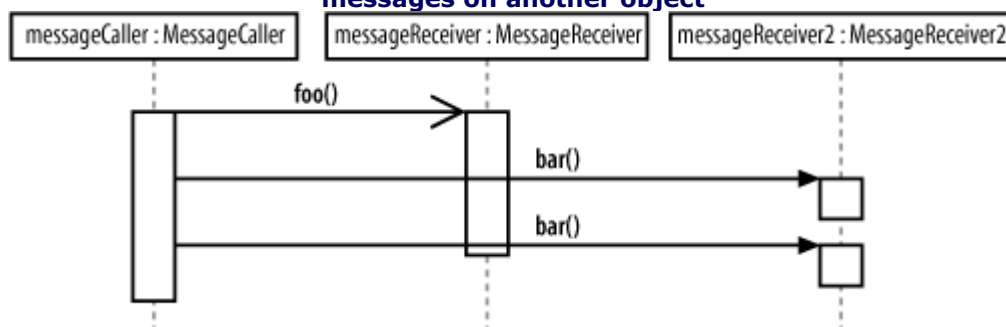 messages on another object
messageCaller : MessageCaller
messageReceiver : MessageReceiver
messageReceiver2 : MessageReceiver2
foo()
bar()
bar()